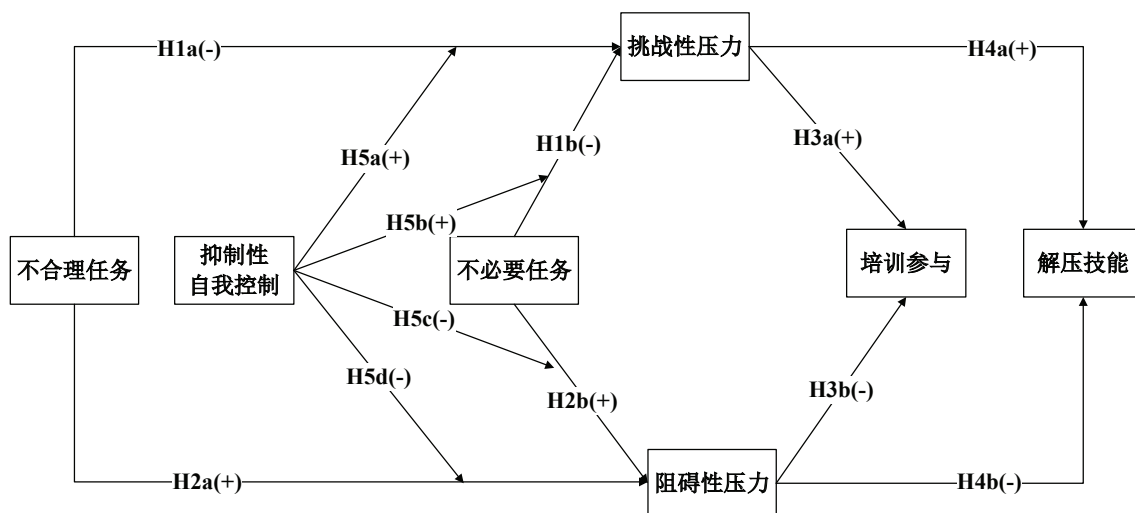 H1a(-)
挑战性压力
H4a(+)
H3a(+)
H1b(-)
H5a(+)
H5b(+)
不合理任务
抑制性
自我控制
不必要任务
培训参与
解压技能
H5c(-)
H5d(-)
H2b(+)
H3b(-)
H2a(+)
阻碍性压力
H4b(-)